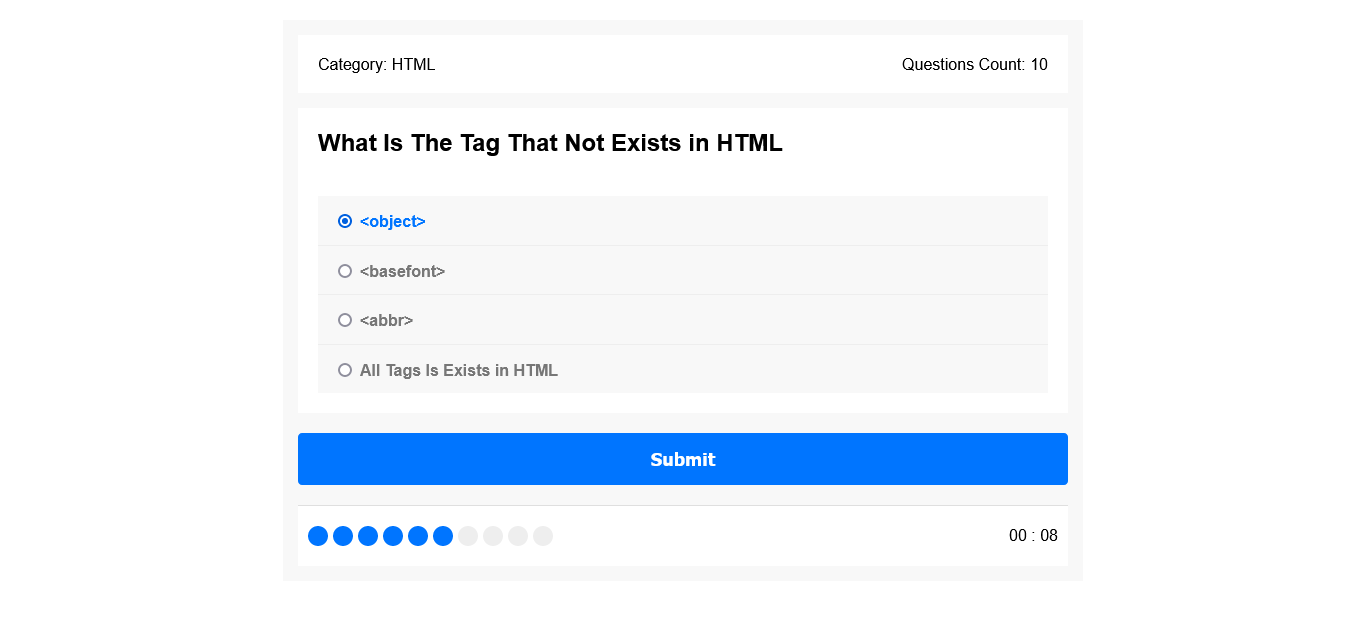 Category: HTML
Questions Count: 10
What Is The Tag That Not Exists in HTML
<object>
<basefont>
<abbr>
All Tags Is Exists in HTML
Submit
00 : 08